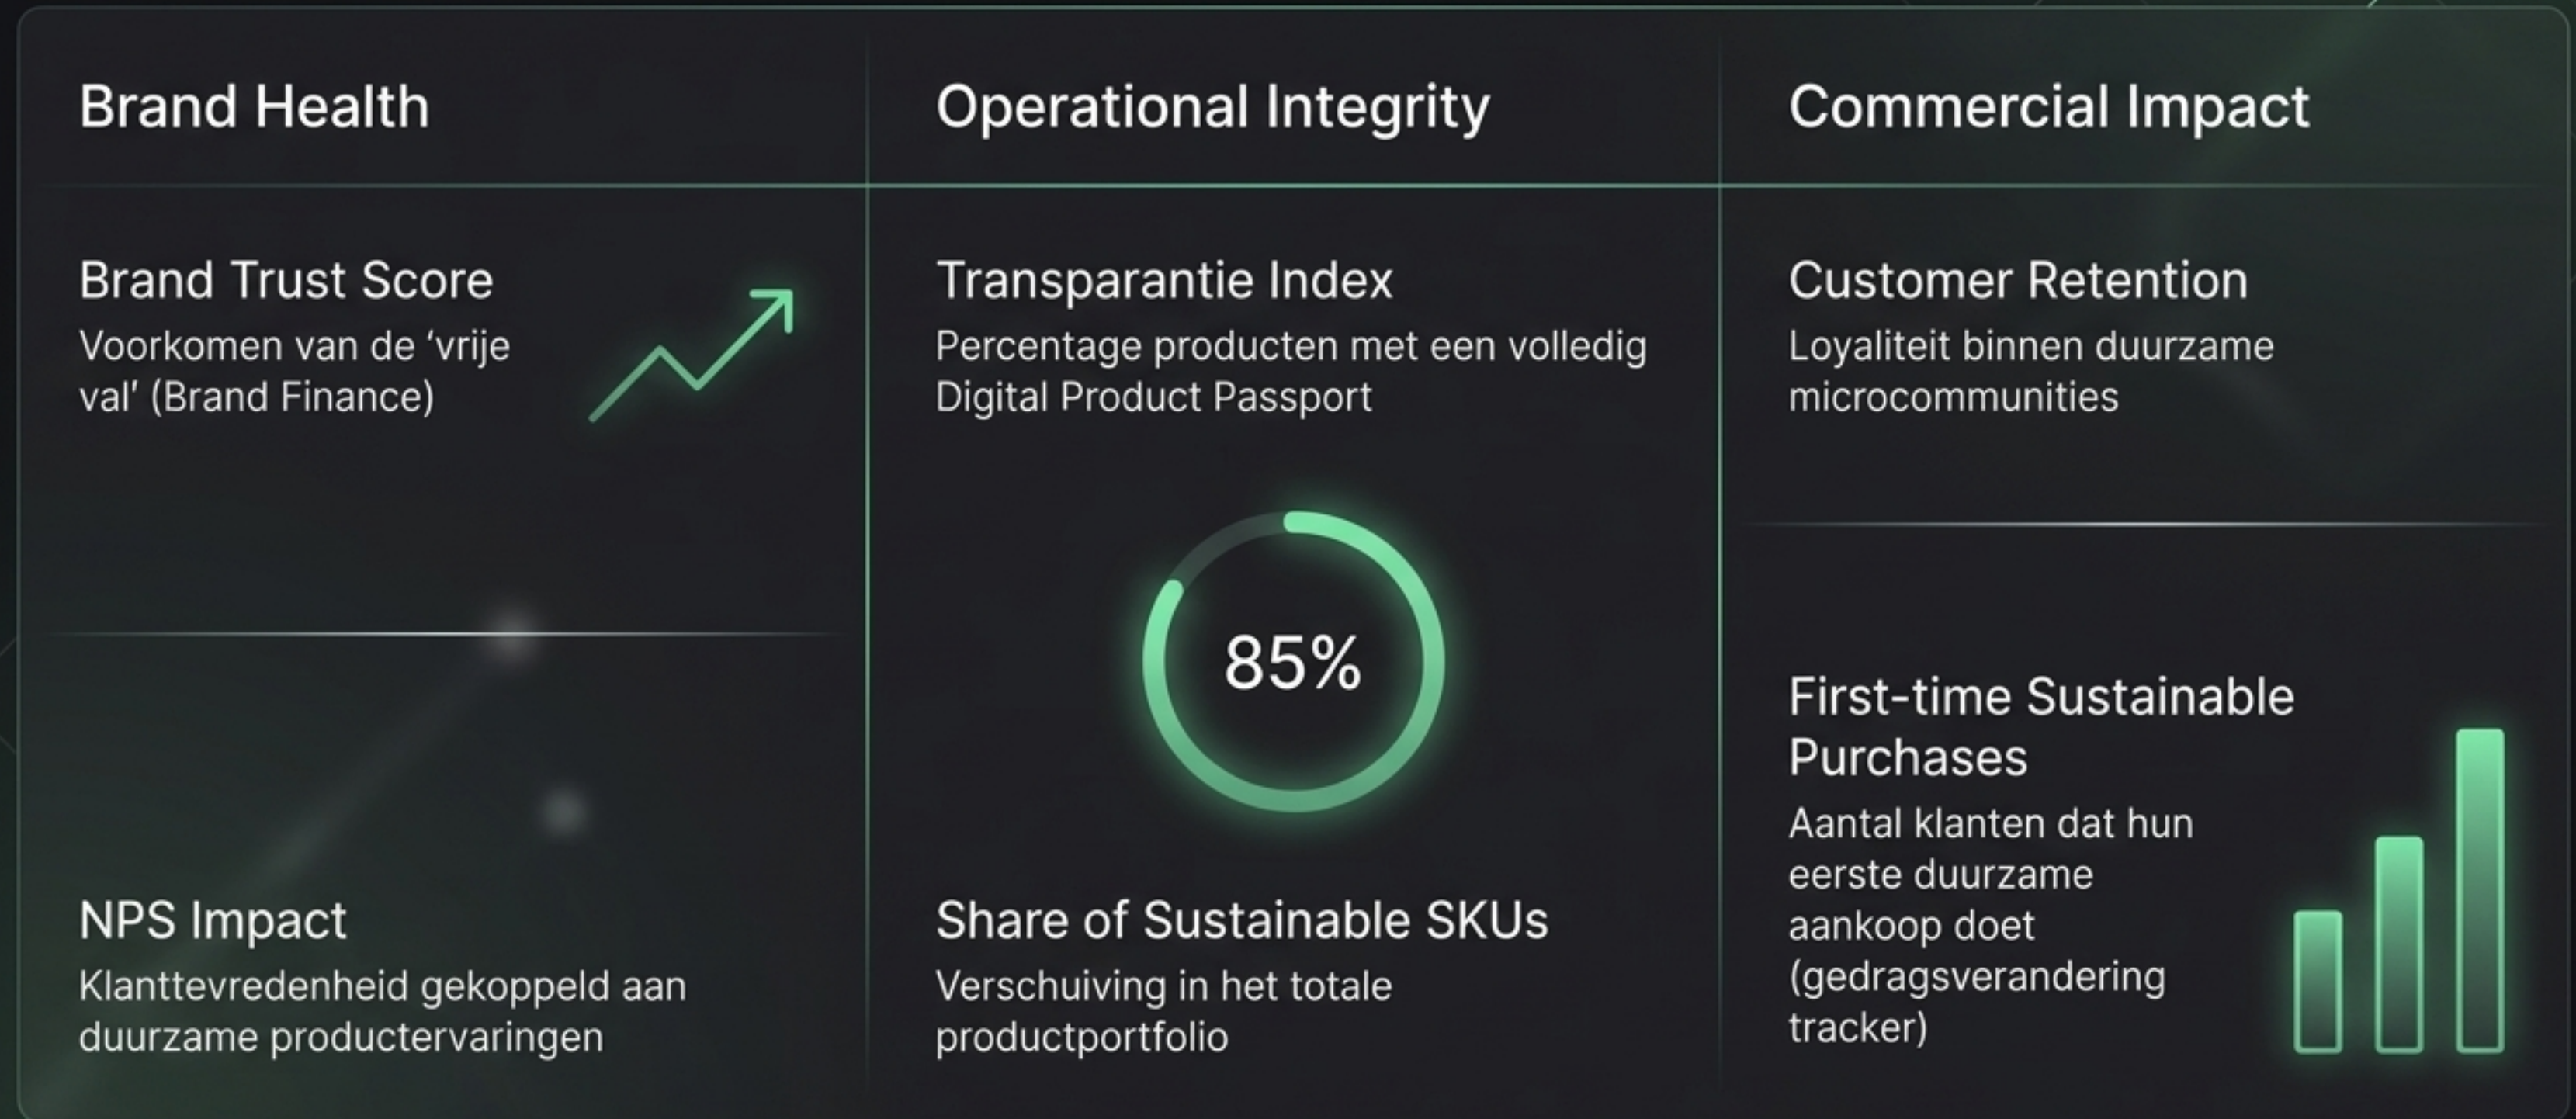 Brand Health
Operational Integrity
Commercial Impact
Brand Trust Score
Voorkomen van de ‘vrije
val’ (Brand Finance)
NPS Impact
Klanttevredenheid gekoppeld aan
duurzame productervaringen
Transparantie Index
Percentage producten met een volledig
Digital Product Passport
85%
Share of Sustainable SKUs
Verschuiving in het totale
productportfolio
Customer Retention
Loyaliteit binnen duurzame
microcommunities
First-time Sustainable
Purchases
Aantal klanten dat hun
eerste duurzame
aankoop doet
(gedragsverandering
tracker)